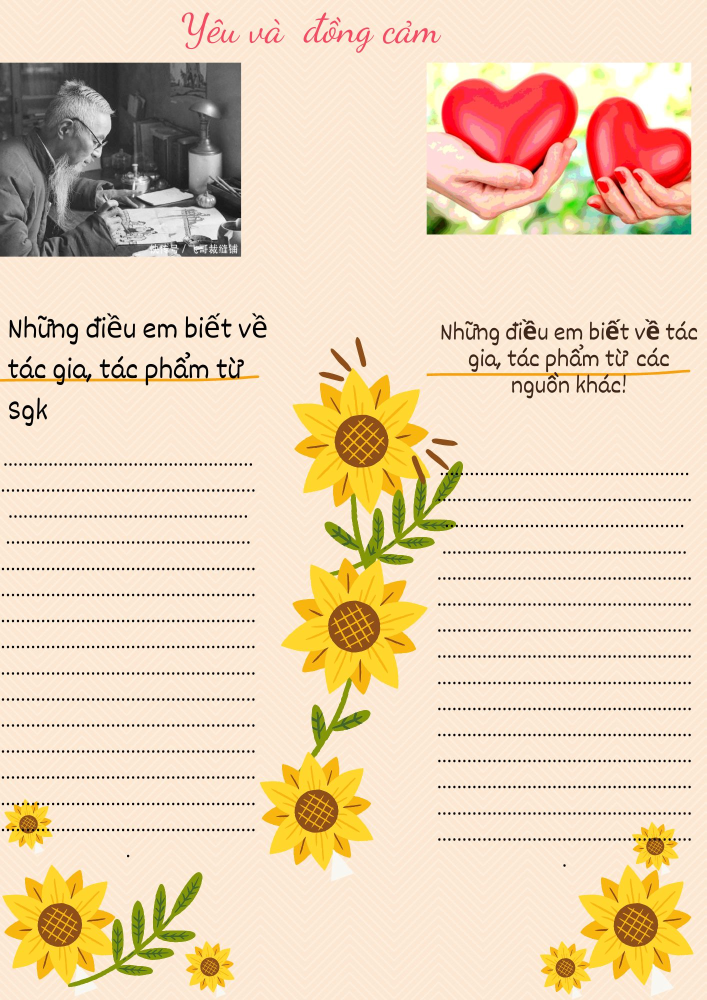 Yêu và đồng cảm
快传号 / 飞哥裁缝铺
Những điều em biết về
tác gia, tác phẩm từ
Sgk
Những điều em biết về tác
gia, tác phẩm từ các
nguồn khác!